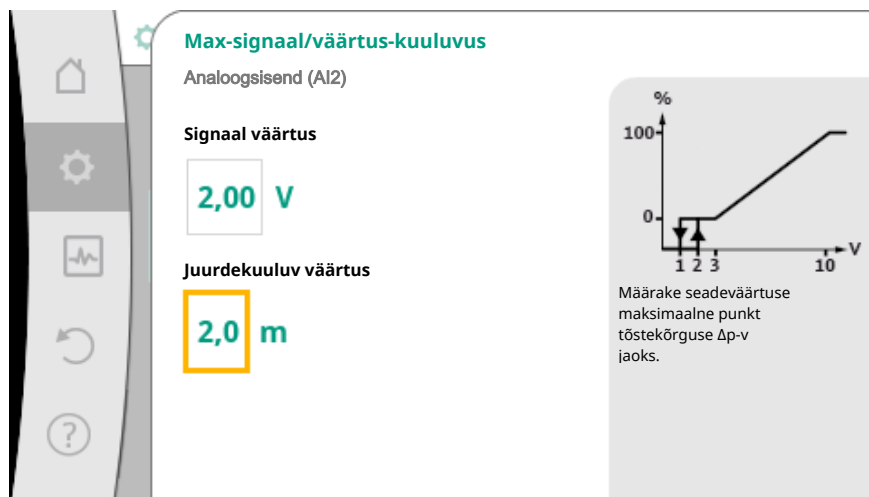 Max-signaal/väärtus-kuuluvus
Analoogsisend (AI2)
Signaal väärtus
2,00 V
Juurdekuuluv väärtus
2,0 m
%
100
0
1 2 3 10 V
Määrake seadeväärtuse
maksimaalne punkt
tõstekõrguse Δp-v
jaoks.
?